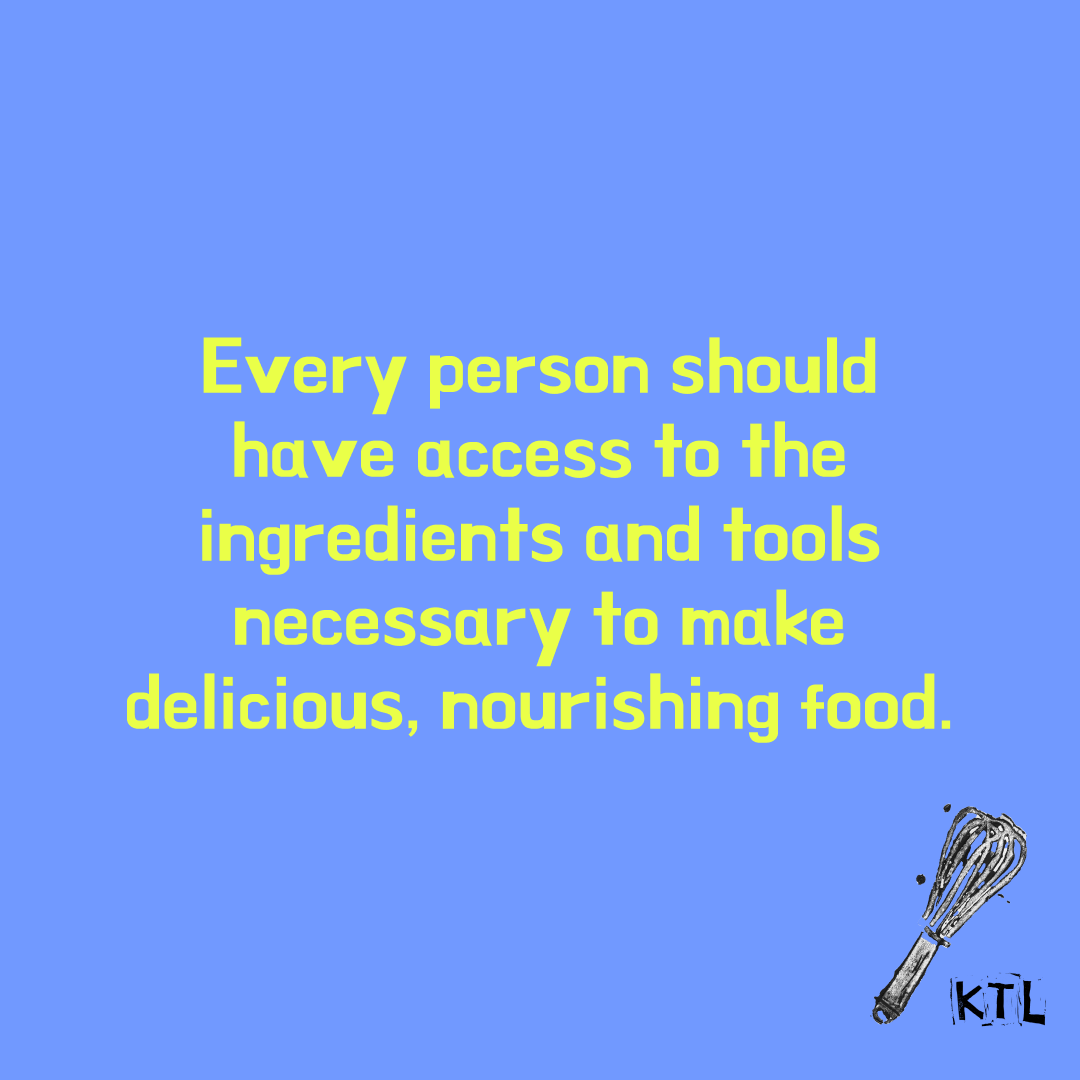 Every person should
have access to the
ingredients and tools
necessary to make
delicious, nourishing food.
KTL